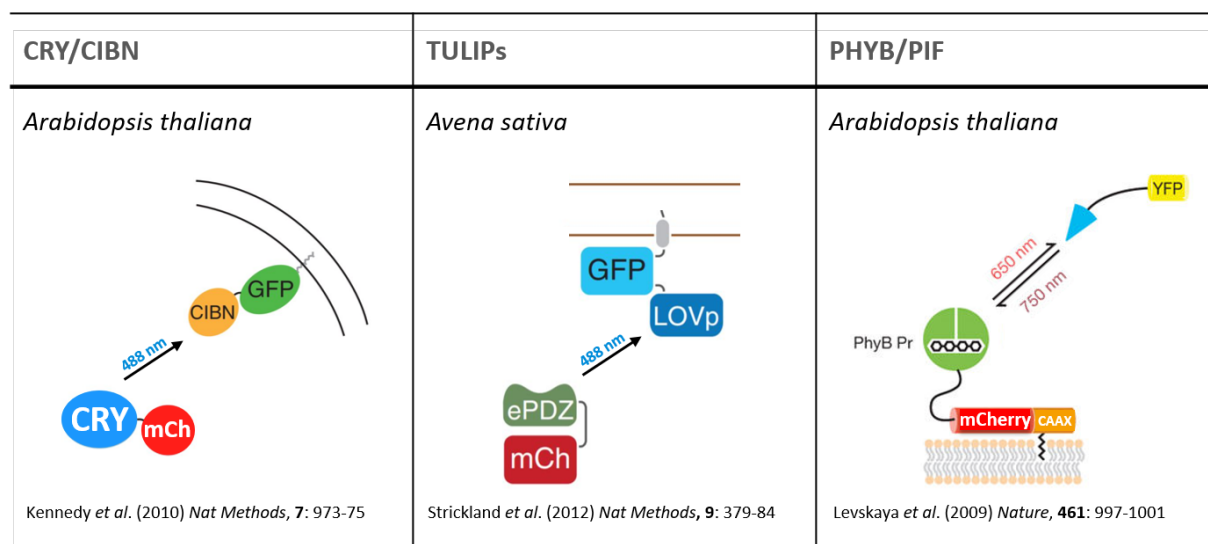 CRY/CIBN
Arabidopsis thaliana
CIBN
GFP
488 nm
CRY
mCh
Kennedy et al. (2010) Nat Methods, 7: 973-75
TULIPs
Avena sativa
GFP
LOVp
488 nm
ePDZ
mCh
Strickland et al. (2012) Nat Methods, 9: 379-84
PHYB/PIF
Arabidopsis thaliana
YFP
650 nm
750 nm
PhyB Pr
mCherry
CAAX
Levskaya et al. (2009) Nature, 461: 997-1001